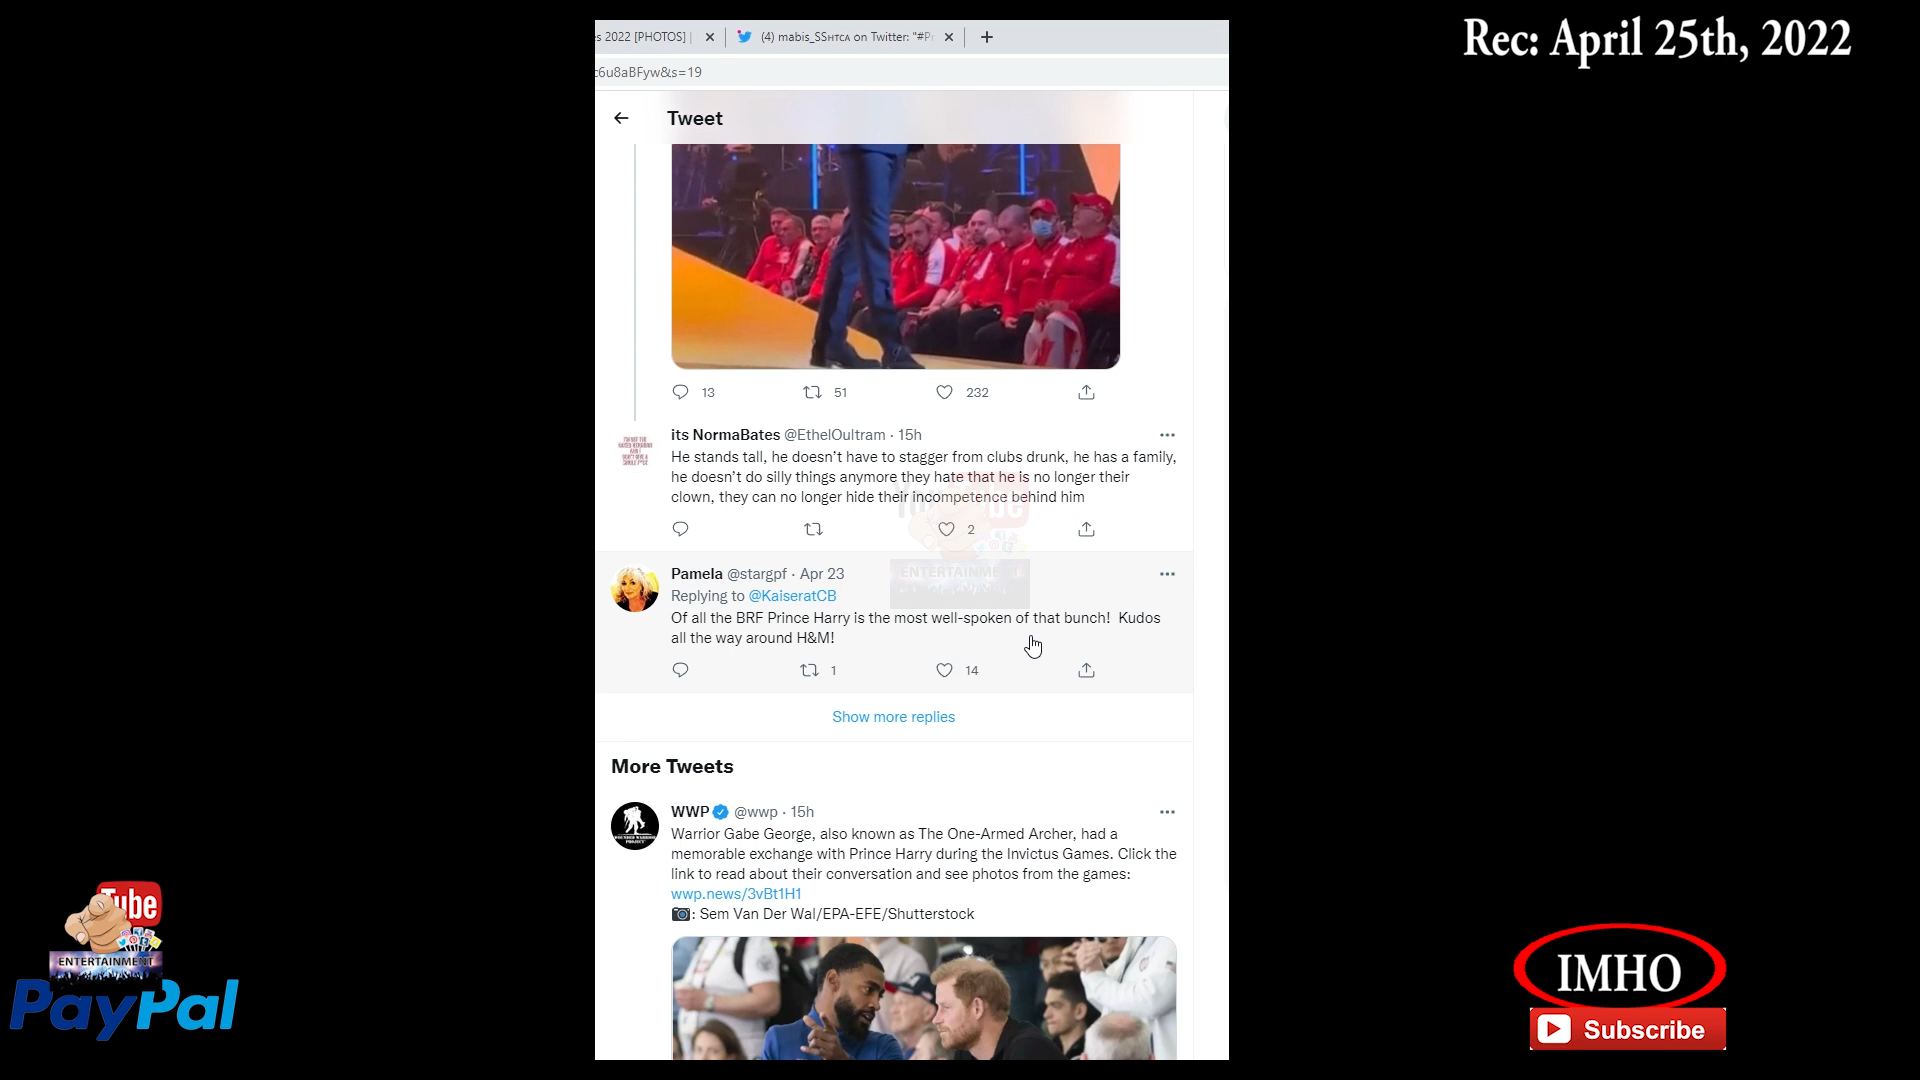 Rec: April 25th, 2022
s 2022 [PHOTOS] |
(4) mabis_SSHTCA on Twitter: "#Pr
c6u8aBFyw&s=19
Tweet
13 51 232
its NormaBates @EthelOultram · 15h
He stands tall, he doesn't have to stagger from clubs drunk, he has a family,
he doesn't do silly things anymore they hate that he is no longer their
clown, they can no longer hide their incompetence behind him
2
Pamela @stargpf · Apr 23
Replying to @KaiseratCB
Of all the BRF Prince Harry is the most well-spoken of that bunch! Kudos
all the way around H&M!
1 14
Show more replies
More Tweets
WWP @wwp · 15h
Warrior Gabe George, also known as The One-Armed Archer, had a
memorable exchange with Prince Harry during the Invictus Games. Click the
link to read about their conversation and see photos from the games:
wwp.news/3vBt1H1
: Sem Van Der Wal/EPA-EFE/Shutterstock
YouTube
ENTERTAINMENT
Tube
ENTERTAINMENT
PayPal
IMHO
Subscribe